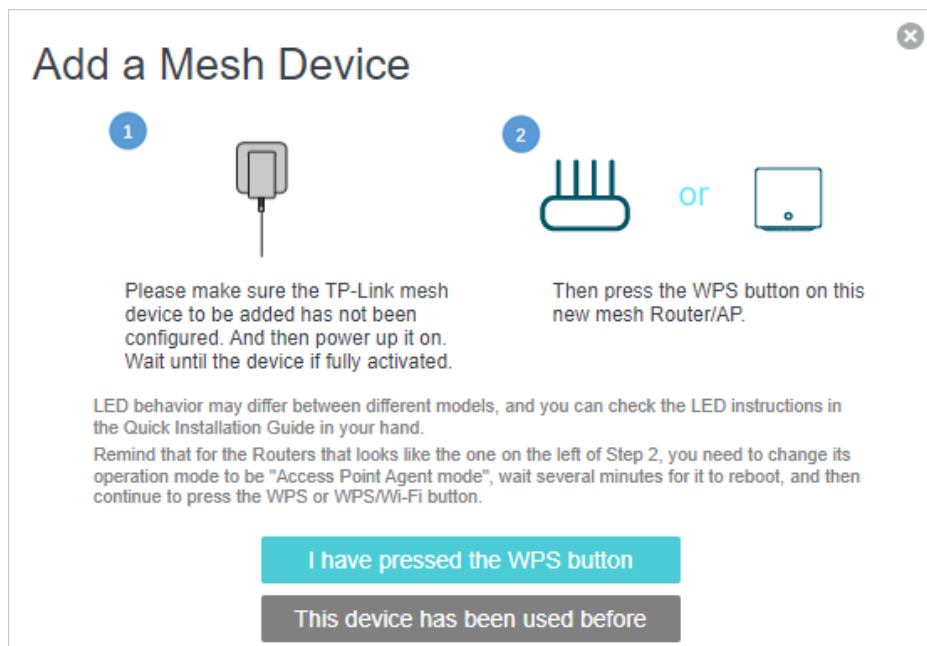 Add a Mesh Device
1
2
or
Please make sure the TP-Link mesh
device to be added has not been
configured. And then power up it on.
Wait until the device if fully activated.
Then press the WPS button on this
new mesh Router/AP.
LED behavior may differ between different models, and you can check the LED instructions in
the Quick Installation Guide in your hand.
Remind that for the Routers that looks like the one on the left of Step 2, you need to change its
operation mode to be "Access Point Agent mode", wait several minutes for it to reboot, and then
continue to press the WPS or WPS/Wi-Fi button.
I have pressed the WPS button
This device has been used before